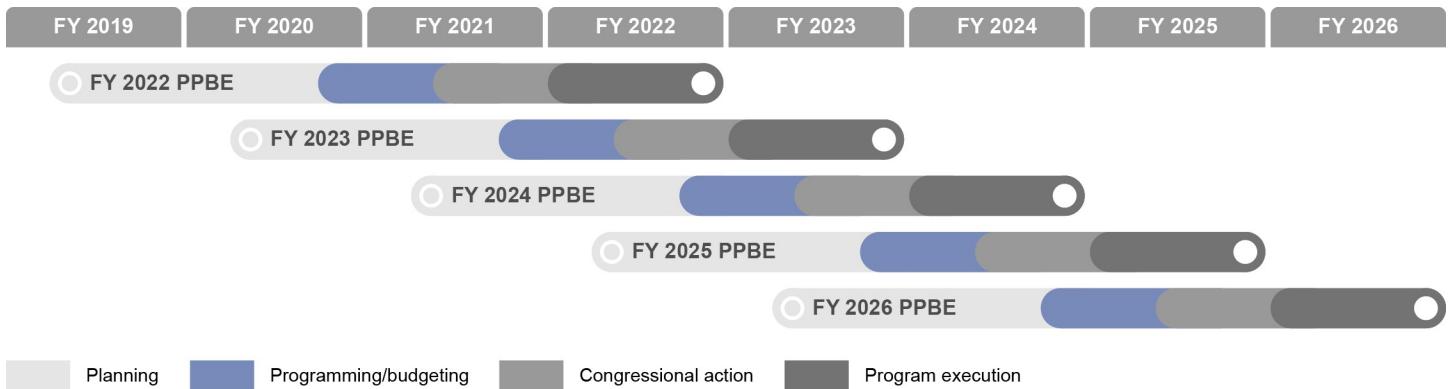 FY 2019 FY 2020 FY 2021 FY 2022 FY 2023 FY 2024 FY 2025 FY 2026
FY 2022 PPBE
FY 2023 PPBE
FY 2024 PPBE
FY 2025 PPBE
FY 2026 PPBE
Planning Programming/budgeting Congressional action Program execution